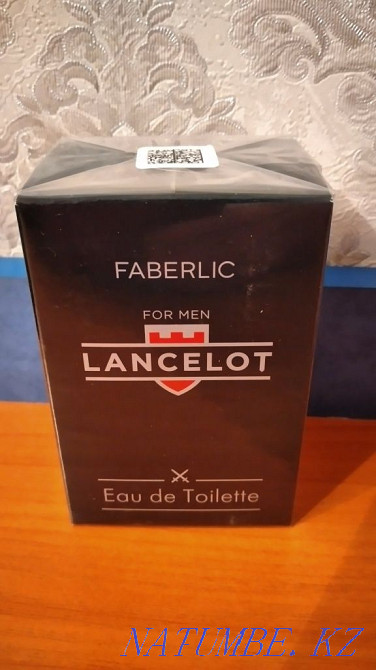 FABERLIC
FOR MEN
LANCELOT
Eau de Toilette
NATUMBE. KZ